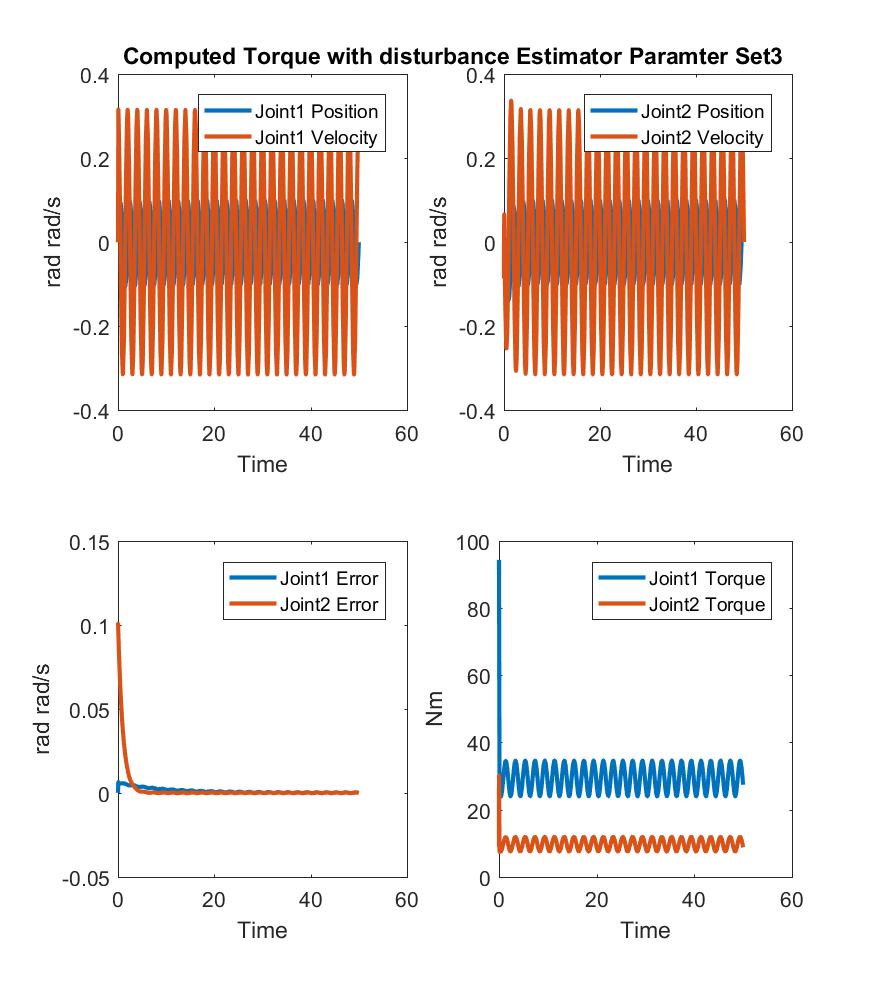 Computed Torque with disturbance Estimator Paramter Set3
0.4
0.2
0
-0.2
-0.4
rad rad/s
Joint1 Position
Joint1 Velocity
0
20
40
60
Time
0.4
0.2
0
-0.2
-0.4
rad rad/s
Joint2 Position
Joint2 Velocity
0
20
40
60
Time
0.15
0.1
0.05
0
-0.05
rad rad/s
Joint1 Error
Joint2 Error
0
20
40
60
Time
100
80
60
40
20
0
Nm
Joint1 Torque
Joint2 Torque
0
20
40
60
Time